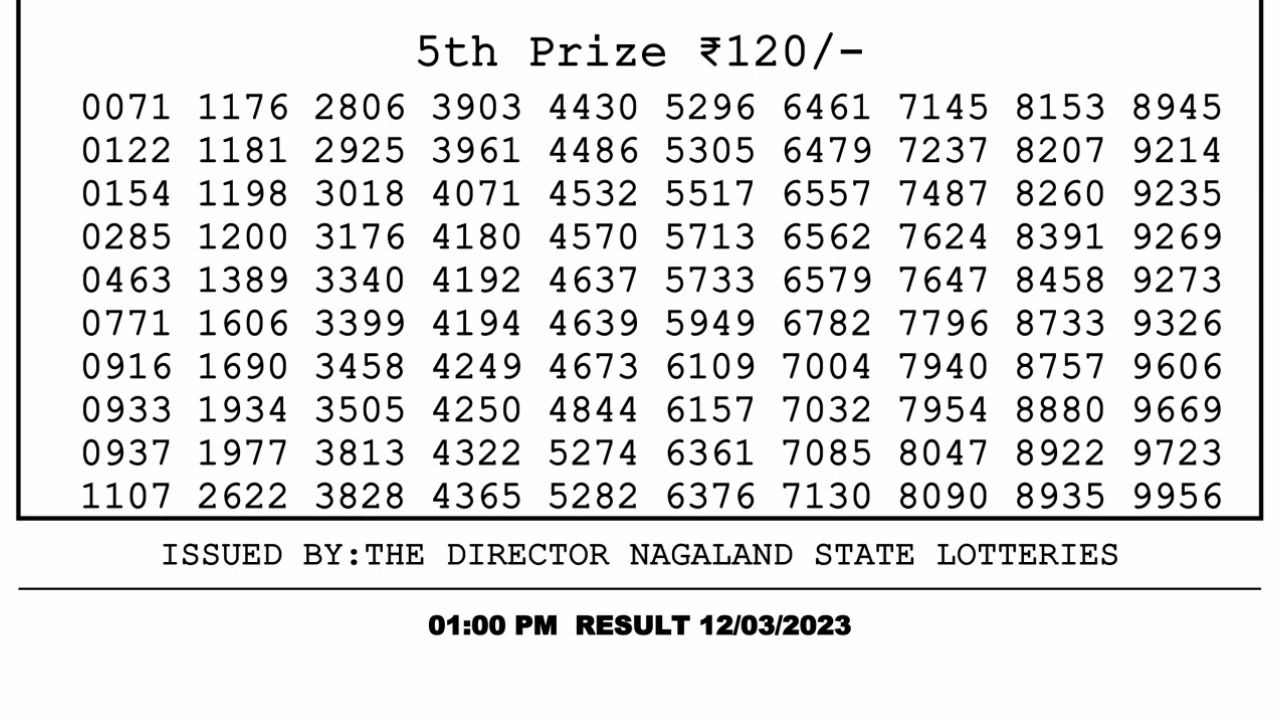 5th Prize ₹120/-
0071 1176 2806 3903 4430 5296 6461 7145 8153 8945
0122 1181 2925 3961 4486 5305 6479 7237 8207 9214
0154 1198 3018 4071 4532 5517 6557 7487 8260 9235
0285 1200 3176 4180 4570 5713 6562 7624 8391 9269
0463 1389 3340 4192 4637 5733 6579 7647 8458 9273
0771 1606 3399 4194 4639 5949 6782 7796 8733 9326
0916 1690 3458 4249 4673 6109 7004 7940 8757 9606
0933 1934 3505 4250 4844 6157 7032 7954 8880 9669
0937 1977 3813 4322 5274 6361 7085 8047 8922 9723
1107 2622 3828 4365 5282 6376 7130 8090 8935 9956
ISSUED BY:THE DIRECTOR NAGALAND STATE LOTTERIES
01:00 PM RESULT 12/03/2023